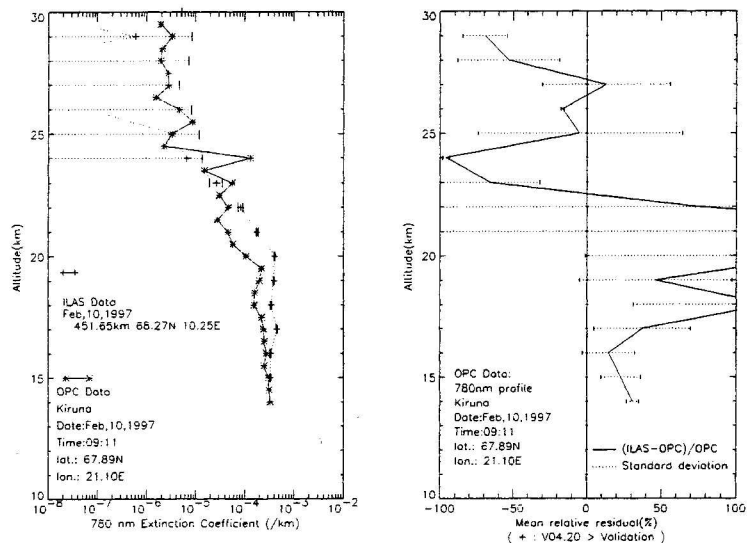 30
25
20
15
10
Altitude(km)
ILAS Data
Feb,10,1997
451.65km 68.27N 10.25E
OPC Data
Kiruna
Date:Feb,10,1997
Time:09:11
lat.: 67.89N
lon.: 21.10E
10-8 10-7 10-6 10-5 10-4 10-3 10-2
780 nm Extinction Coefficient (/km)
30
25
20
15
10
Altitude(km)
OPC Data:
780nm profile
Kiruna
Date:Feb,10,1997
Time:09:11
lat.: 67.89N
lon.: 21.10E
(ILAS-OPC)/OPC
Standard deviation
-100 -50 0 50 100
Mean relative residual(%)
( + : V04.20 > Validation )